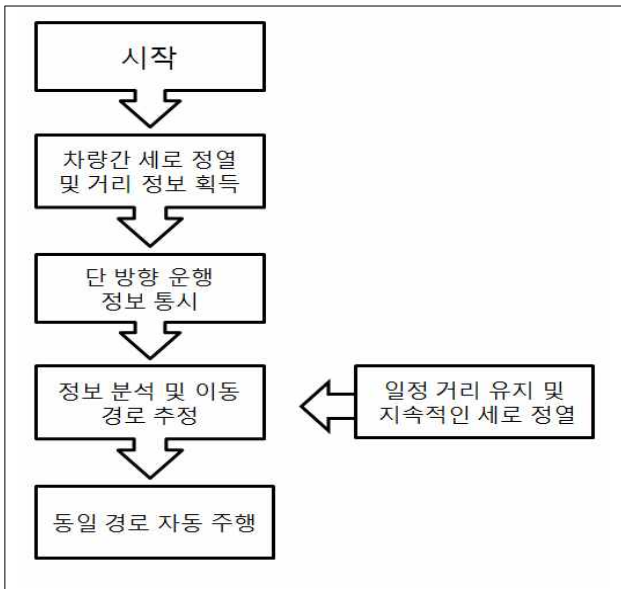 시작
차량간 세로 정열
및 거리 정보 획득
단 방향 운행
정보 통시
정보 분석 및 이동
경로 추정
일정 거리 유지 및
지속적인 세로 정열
동일 경로 자동 주행